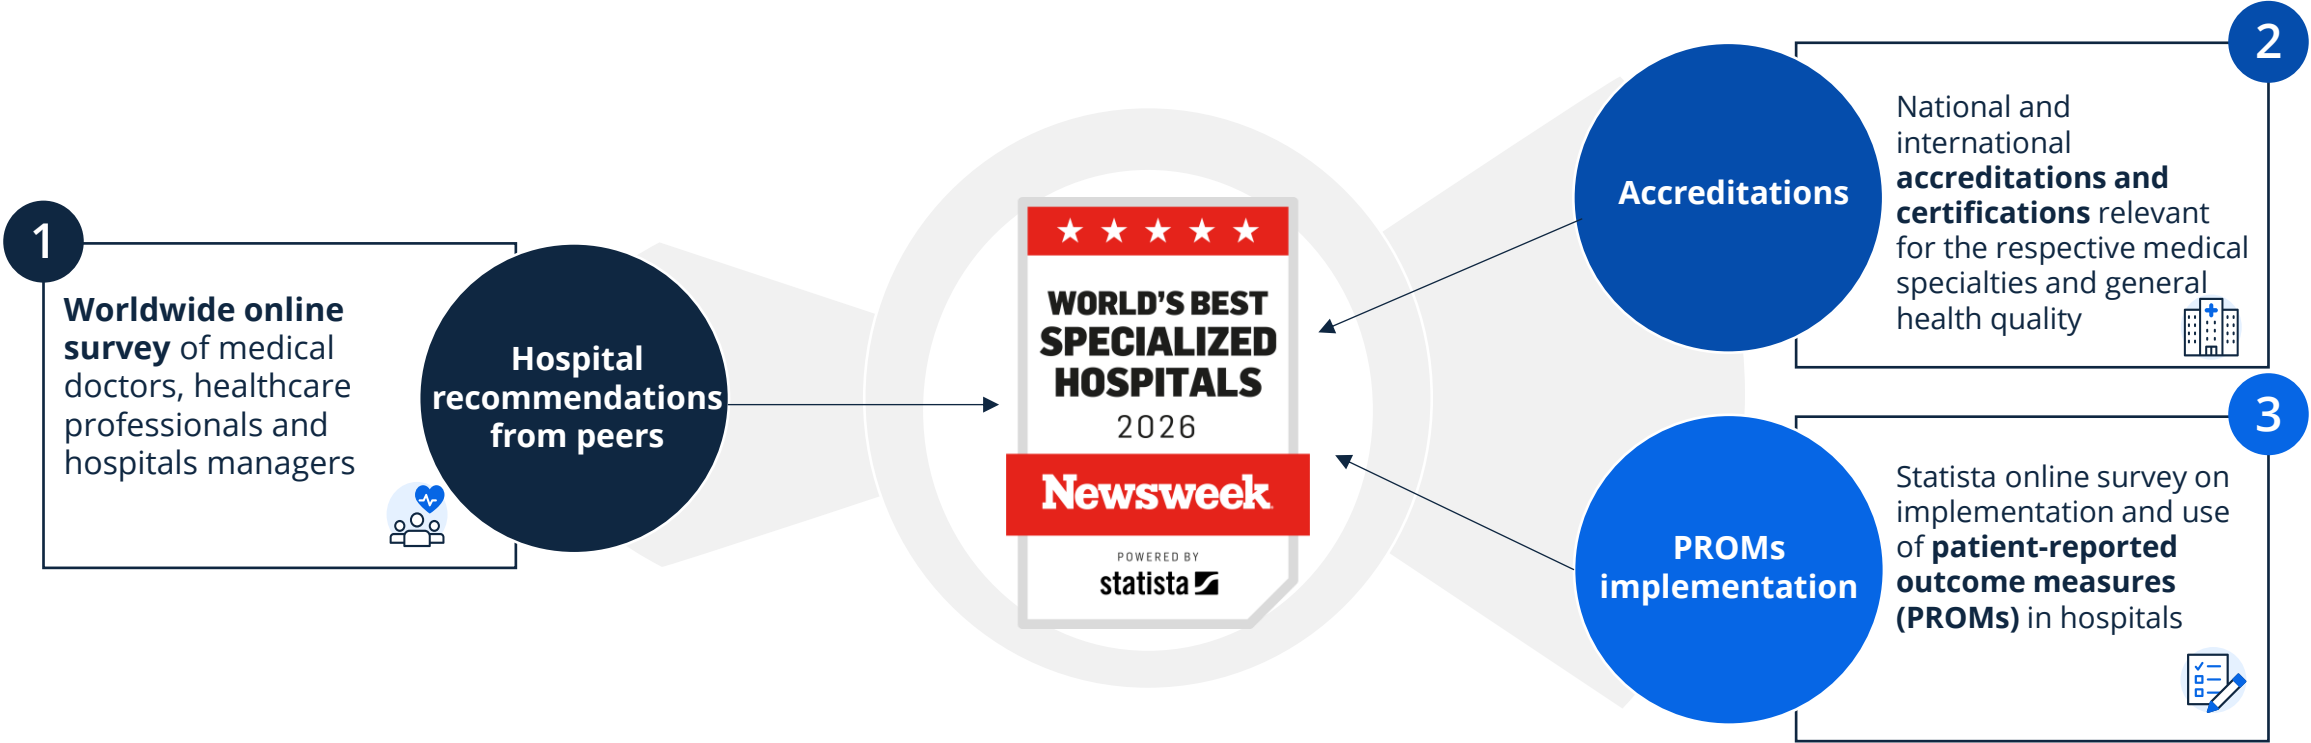 1
Worldwide online
survey of medical
doctors, healthcare
professionals and
hospitals managers
Hospital
recommendations
from peers
WORLD'S BEST
SPECIALIZED
HOSPITALS
2026
Newsweek
POWERED BY
statista
2
Accreditations
National and
international
accreditations and
certifications relevant
for the respective medical
specialties and general
health quality
3
PROMs
implementation
Statista online survey on
implementation and use
of patient-reported
outcome measures
(PROMs) in hospitals